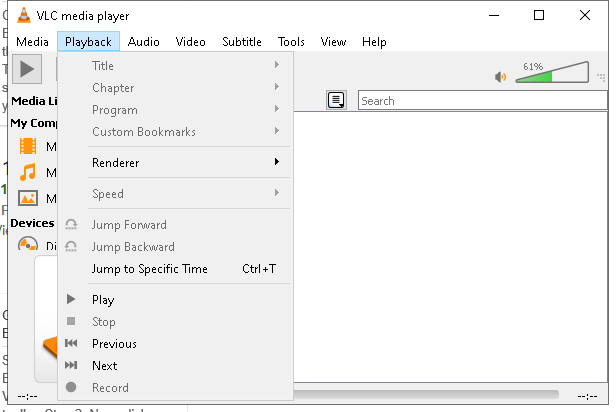 VLC media player
Media Playback Audio Video Subtitle Tools View Help
61%
Title
Chapter
Program
Custom Bookmarks
Renderer
Speed
Jump Forward
Jump Backward
Jump to Specific Time Ctrl+T
Play
Stop
Previous
Next
Record
Search
Media Li
My Comp
M
M
M
Devices
Di
--:--
--:--